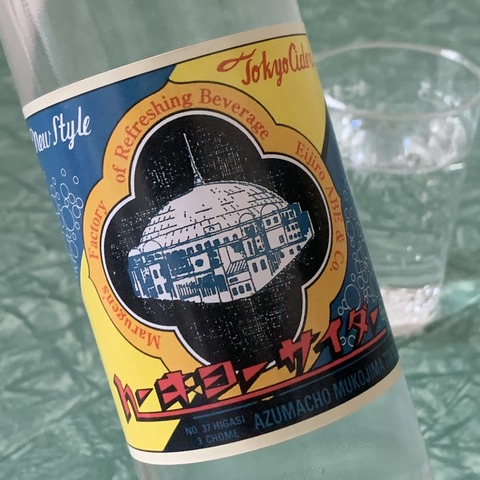 New Style
Tokyo Cider
Marugens Factory of Refreshing Beverage Eijiro ABE & Co.
トーキヨーサイダー
NO 37 HIGASI
3 CHOME
AZUMACHO MUKOJIMA